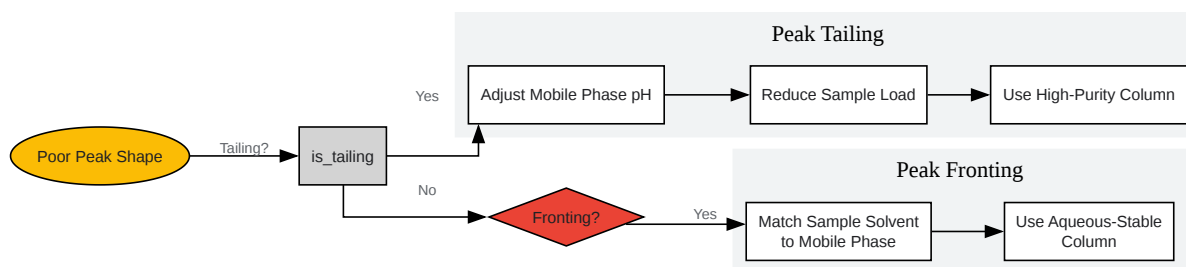 Peak Tailing
Yes
Adjust Mobile Phase pH
Reduce Sample Load
Use High-Purity Column
Poor Peak Shape
Tailing?
is_tailing
No
Fronting?
Yes
Peak Fronting
Match Sample Solvent
to Mobile Phase
Use Aqueous-Stable
Column